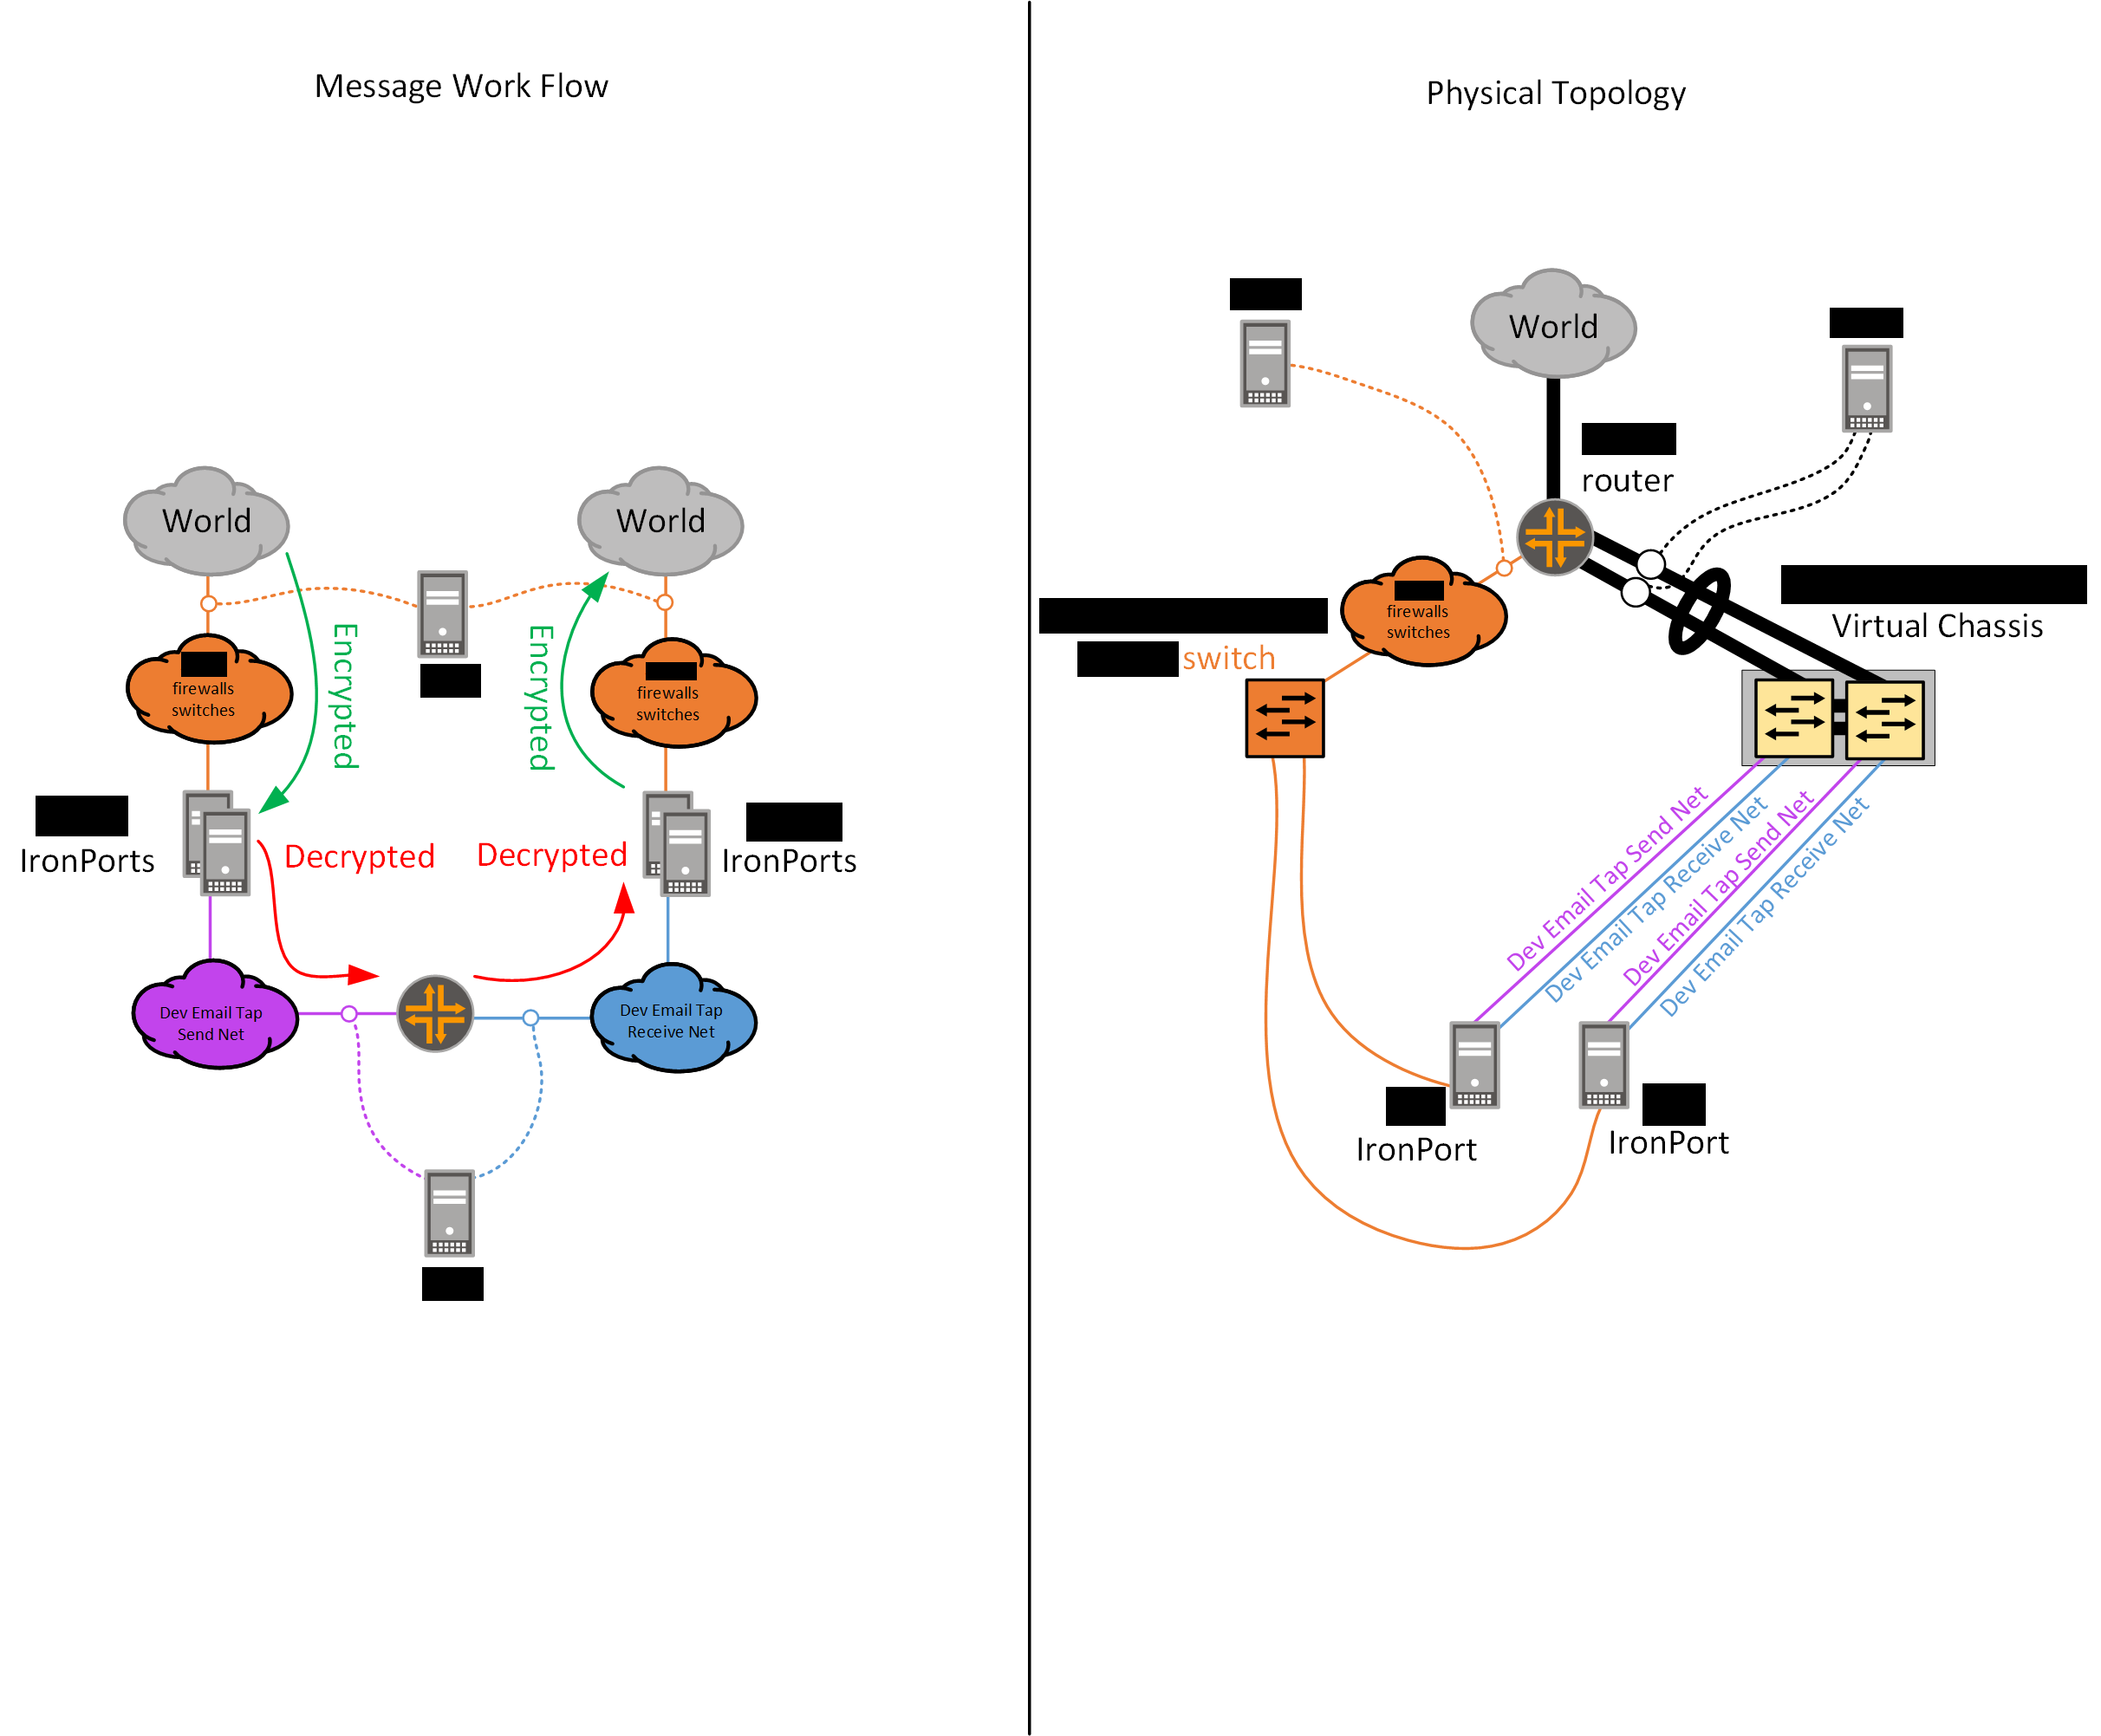 Message Work Flow
World
World
Encrypted
Encrypted
firewalls
switches
firewalls
switches
IronPorts
Decrypted
Decrypted
IronPorts
Dev Email Tap
Send Net
Dev Email Tap
Receive Net
Physical Topology
World
router
firewalls
switches
switch
Virtual Chassis
Dev Email Tap Send Net
Dev Email Tap Receive Net
Dev Email Tap Send Net
Dev Email Tap Receive Net
IronPort
IronPort